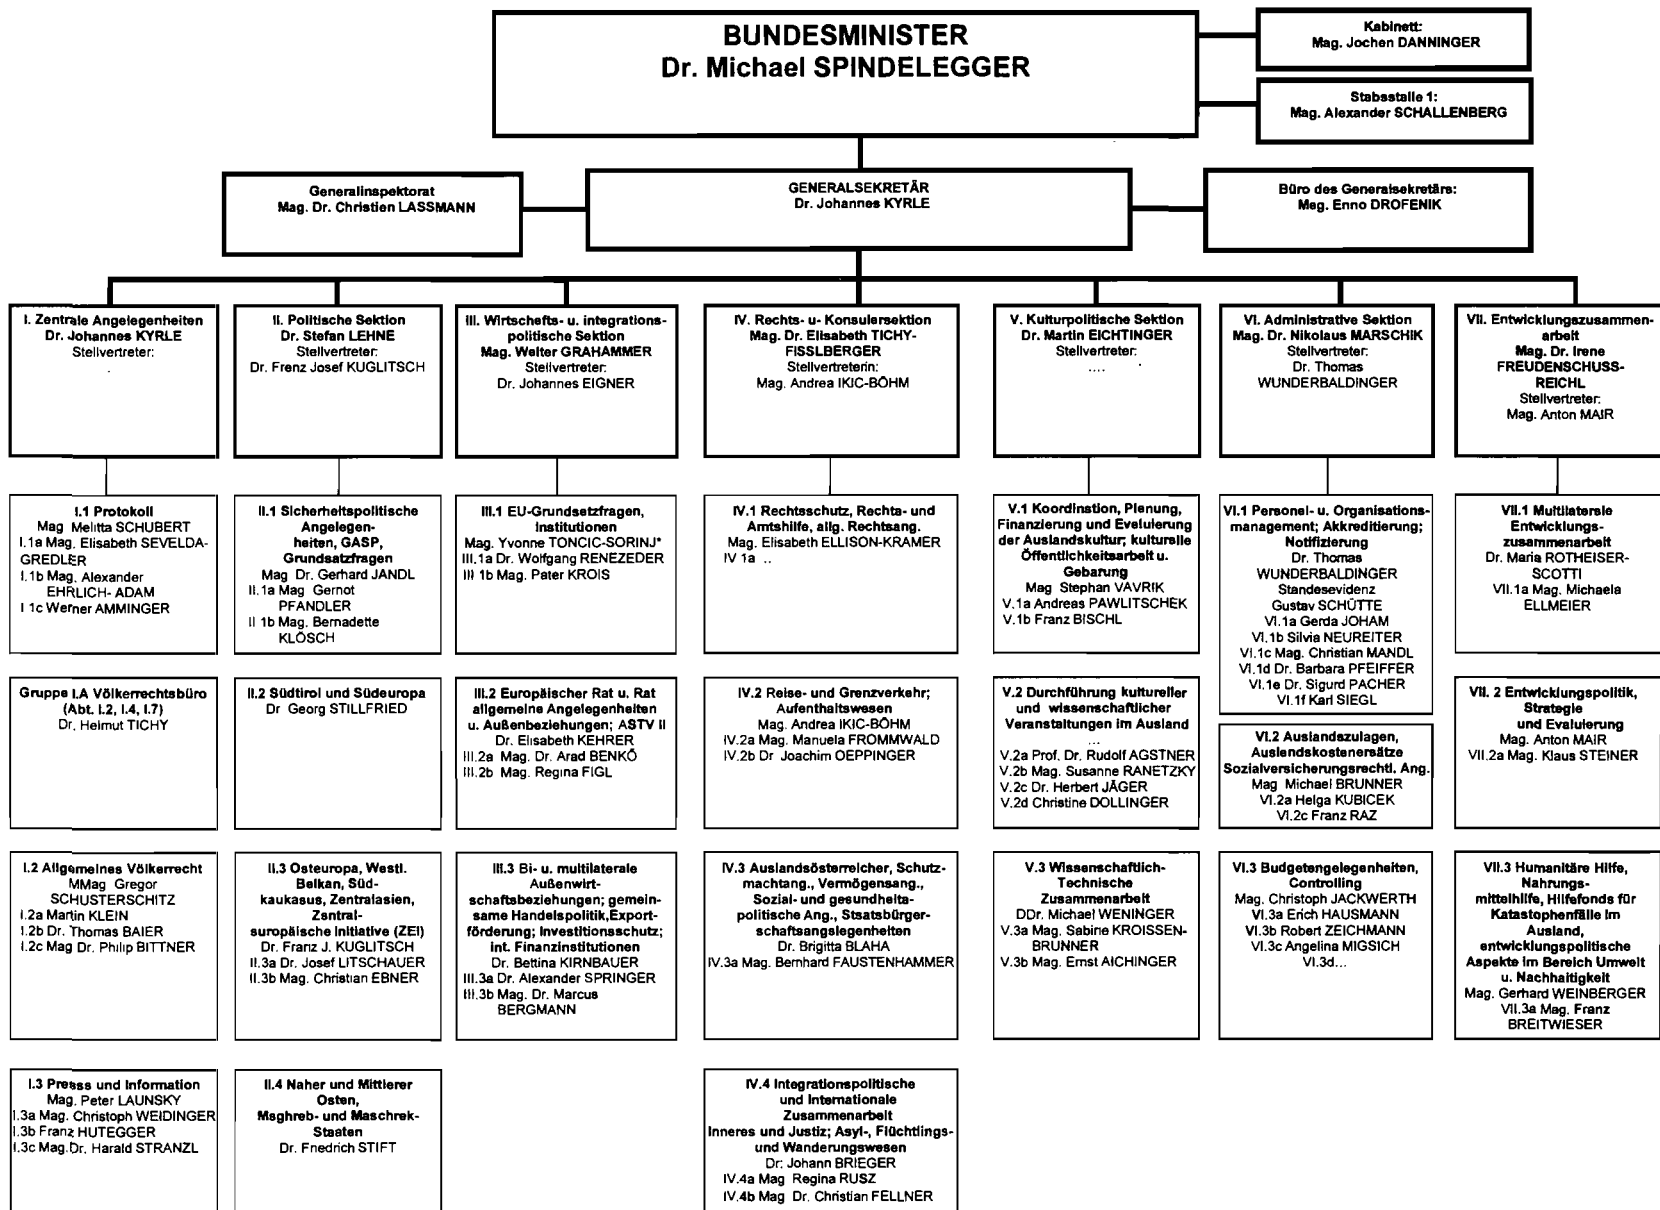 BUNDESMINISTER
Dr. Michael SPINDELEGGER
Kabinett:
Mag. Jochen DANNINGER
Stabsstalle 1:
Mag. Alexander SCHALLENBERG
Generalinspektorat
Mag. Dr. Christien LASSMANN
GENERALSEKRETÄR
Dr. Johannes KYRLE
Büro des Generalsekretärs:
Meg. Enno DROFENIK
I. Zentrale Angelegenheiten
Dr. Johannes KYRLE
Stellvertreter:
.
II. Politische Sektion
Dr. Stefan LEHNE
Stellvertreter:
Dr. Frenz Josef KUGLITSCH
III. Wirtschefts- u. integrations-
politische Sektion
Mag. Welter GRAHAMMER
Stellvertreter:
Dr. Johannes EIGNER
IV. Rechts- u- Konsulersektion
Mag. Dr. Elisabeth TICHY-
FISSLBERGER
Stellvertreterin:
Mag. Andrea IKIC-BÖHM
V. Kulturpolitische Sektion
Dr. Martin EICHTINGER
Stellvertreter:
....
VI. Administrative Sektion
Mag. Dr. Nikolaus MARSCHIK
Stellvertreter:
Dr. Thomas
WUNDERBALDINGER
VII. Entwicklungszusammen-
arbeit
Mag. Dr. Irene
FREUDENSCHUSS-
REICHL
Stellvertreter:
Mag. Anton MAIR
I.1 Protokoll
Mag Melitta SCHUBERT
I.1a Mag. Elisabeth SEVELDA-
GREDLER
I.1b Mag. Alexander
EHRLICH- ADAM
I 1c Werner AMMINGER
II.1 Sicherheitspolitische
Angelegen-
heiten, GASP,
Grundsatzfragen
Mag Dr. Gerhard JANDL
II.1a Mag. Gernot
PFANDLER
II 1b Mag. Bernadette
KLÖSCH
III.1 EU-Grundsetzfragen,
Institutionen
Mag. Yvonne TONCIC-SORINJ*
III.1a Dr. Wolfgang RENEZEDER
III 1b Mag. Pater KROIS
IV.1 Rechtsschutz, Rechta- und
Amtshilfe, allg. Rechtsang.
Mag. Elisabeth ELLISON-KRAMER
IV 1a ..
V.1 Koordinstion, Plenung,
Finanzierung und Eveluierung
der Auslandskultur; kulturelle
Öffentlichkeitsarbeit u.
Gebarung
Mag Stephan VAVRIK
V.1a Andreas PAWLITSCHEK
V.1b Franz BISCHL
VI.1 Personel- u. Organisations-
management; Akkreditierung;
Notifizierung
Dr. Thomas
WUNDERBALDINGER
Standesevidenz
Gustav SCHÜTTE
VI.1a Gerda JOHAM
VI.1b Silvia NEUREITER
VI.1c Mag. Christian MANDL
VI.1d Dr. Barbara PFEIFFER
VI.1e Dr. Sigurd PACHER
VI.1f Karl SIEGL
VII.1 Multilatersle
Entwicklungs-
zusammenarbeit
Dr. Maria ROTHEISER-
SCOTTI
VII.1a Mag. Michaela
ELLMEIER
Gruppe I.A Völkerrechtsbüro
(Abt. I.2, I.4, I.7)
Dr. Helmut TICHY
II.2 Südtirol und Südeuropa
Dr Georg STILLFRIED
III.2 Europäischer Rat u. Rat
allgemeine Angelegenheiten
u. Außenbeziehungen; ASTV II
Dr. Elisabeth KEHRER
III.2a Mag. Dr. Arad BENKÖ
III.2b Mag. Regina FIGL
IV.2 Reise- und Grenzverkehr;
Aufenthaltswesen
Mag. Andrea IKIC-BÖHM
IV.2a Mag. Manuela FROMMWALD
IV.2b Dr Joachim OEPPINGER
V.2 Durchführung kultureller
und wissenschaftlicher
Veranstaltungen im Ausland
...
V.2a Prof. Dr. Rudolf AGSTNER
V.2b Mag. Susanne RANETZKY
V.2c Dr. Herbert JÄGER
V.2d Christine DOLLINGER
VI.2 Auslandszulagen,
Auslendskostenersätze
Sozialversicherungsrechtl. Ang.
Mag Michael BRUNNER
VI.2a Helga KUBICEK
VI.2c Franz RAZ
VII. 2 Entwicklungspolitik,
Strategie
und Evaluierung
Mag. Anton MAIR
VII.2a Mag. Klaus STEINER
I.2 Allgemeines Völkerrecht
MMag Gregor
SCHUSTERSCHITZ
I.2a Martin KLEIN
I.2b Dr. Thomas BAIER
I.2c Mag Dr. Philip BITTNER
II.3 Osteuropa, Westl.
Belkan, Süd-
kaukasus, Zentralasien,
Zentral-
suropäische Initiative (ZEI)
Dr. Franz J. KUGLITSCH
II.3a Dr. Josef LITSCHAUER
II.3b Mag. Christian EBNER
III.3 Bi- u. multilaterale
Außenwirt-
schaftsbeziehungen; gemein-
same Handelspolitik,Export-
förderung; Investitionsschutz;
int. Finanzinstitutionen
Dr. Bettina KIRNBAUER
III.3a Dr. Alexander SPRINGER
III.3b Mag. Dr. Marcus
BERGMANN
IV.3 Auslandsösterreicher, Schutz-
machtang., Vermögensang.,
Sozial- und gesundheita-
politische Ang., Staatsbürger-
schaftsangslegenheiten
Dr. Brigitta BLAHA
IV.3a Mag. Bernhard FAUSTENHAMMER
V.3 Wissenschaftlich-
Technische
Zusammenarbeit
DDr. Michael WENINGER
V.3a Mag. Sabine KROISSEN-
BRUNNER
V.3b Mag. Ernst AICHINGER
VI.3 Budgetengelegenheiten,
Controlling
Mag. Christoph JACKWERTH
VI.3a Erich HAUSMANN
VI.3b Robert ZEICHMANN
VI.3c Angelina MIGSICH
VI.3d...
VII.3 Humanitäre Hilfe,
Nahrungs-
mittelhilfe, Hilfefonds für
Katastophenfälle Im
Ausland,
entwicklungspolitische
Aspekte im Bereich Umwelt
u. Nachhaltigkeit
Mag. Gerhard WEINBERGER
VII.3a Mag. Franz
BREITWIESER
I.3 Presss und Information
Mag. Peter LAUNSKY
I.3a Mag. Christoph WEIDINGER
I.3b Franz HUTEGGER
I.3c Mag.Dr. Harald STRANZL
II.4 Naher und Mittlerer
Osten,
Msghreb- und Maschrek-
Staaten
Dr. Fnedrich STIFT
IV.4 Integrationspolitische
und Internationale
Zusammenarbelt
Inneres und Justiz; Asyl-, Flüchtlings-
und Wanderungswesen
Dr. Johann BRIEGER
IV.4a Mag Regina RUSZ
IV.4b Mag Dr. Christian FELLNER